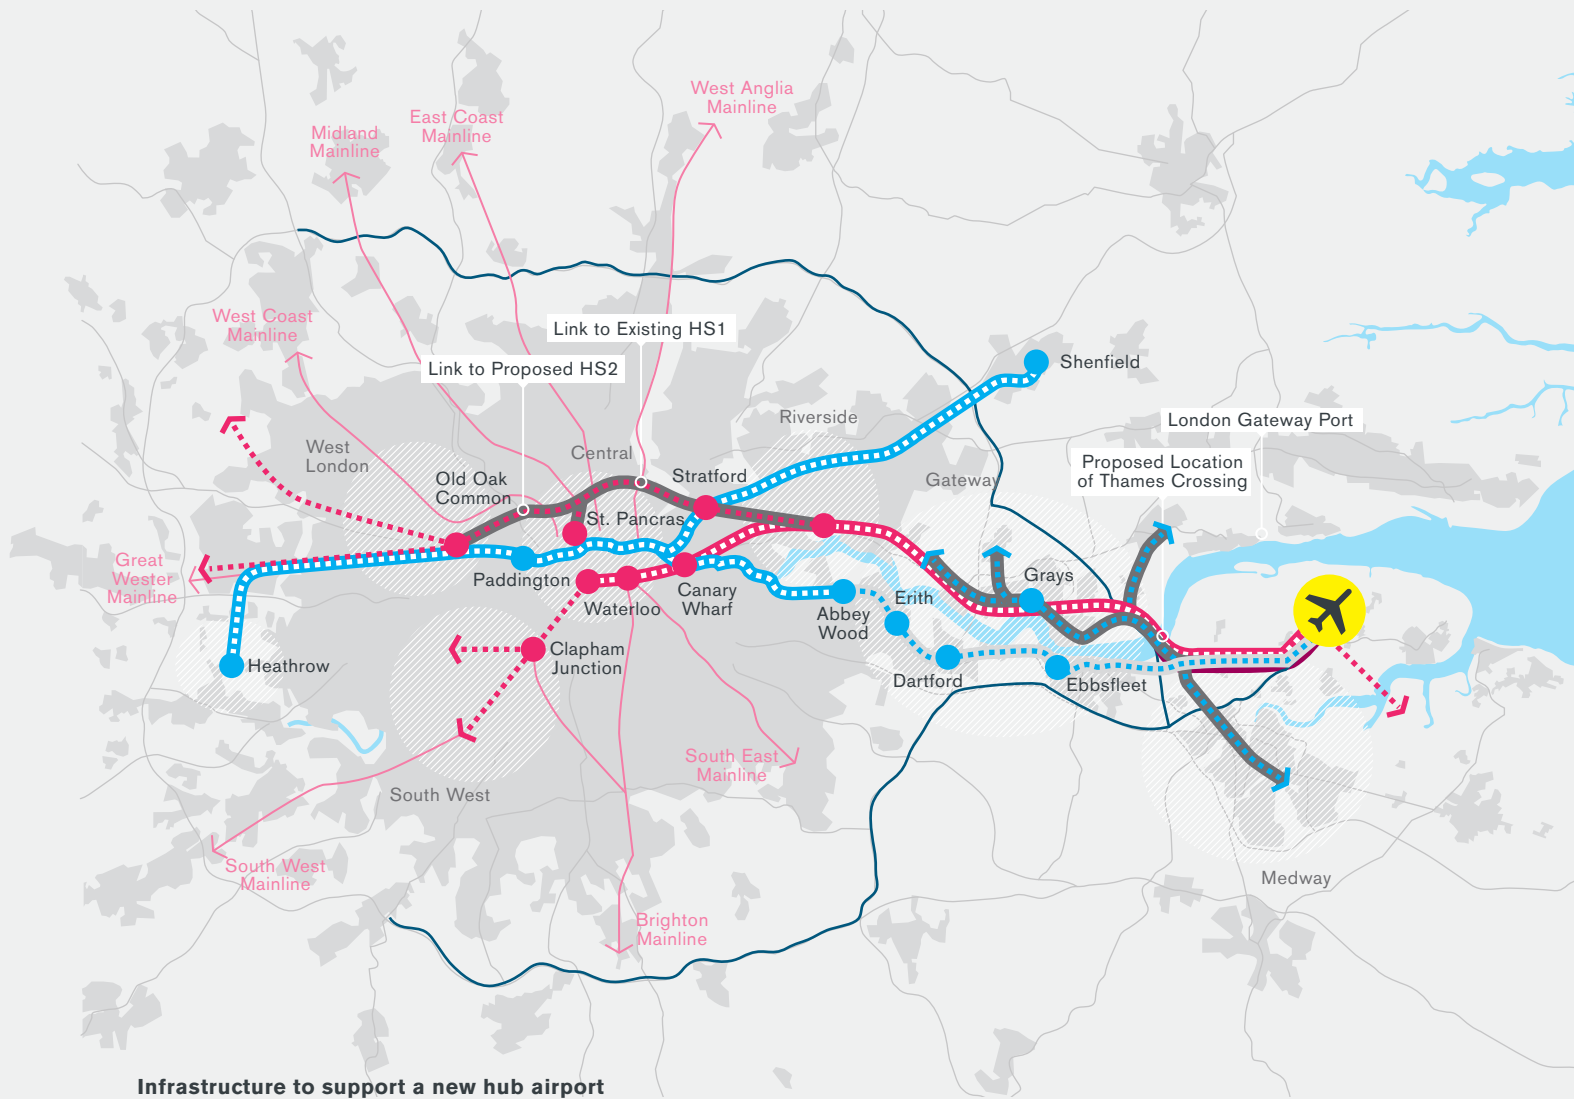 West Anglia
Mainline
East Coast
Mainline
Midland
Mainline
West Coast
Mainline
Link to Existing HS1
Link to Proposed HS2
Shenfield
Riverside
London Gateway Port
West
London
Central
Proposed Location
of Thames Crossing
Old Oak
Common
Stratford
Gateway
St. Pancras
Great
Wester
Mainline
Paddington
Waterloo
Canary
Wharf
Grays
Abbey
Wood
Erith
Heathrow
Clapham
Junction
Dartford
Ebbsfleet
South East
Mainline
South West
South West
Mainline
Medway
Brighton
Mainline
Infrastructure to support a new hub airport